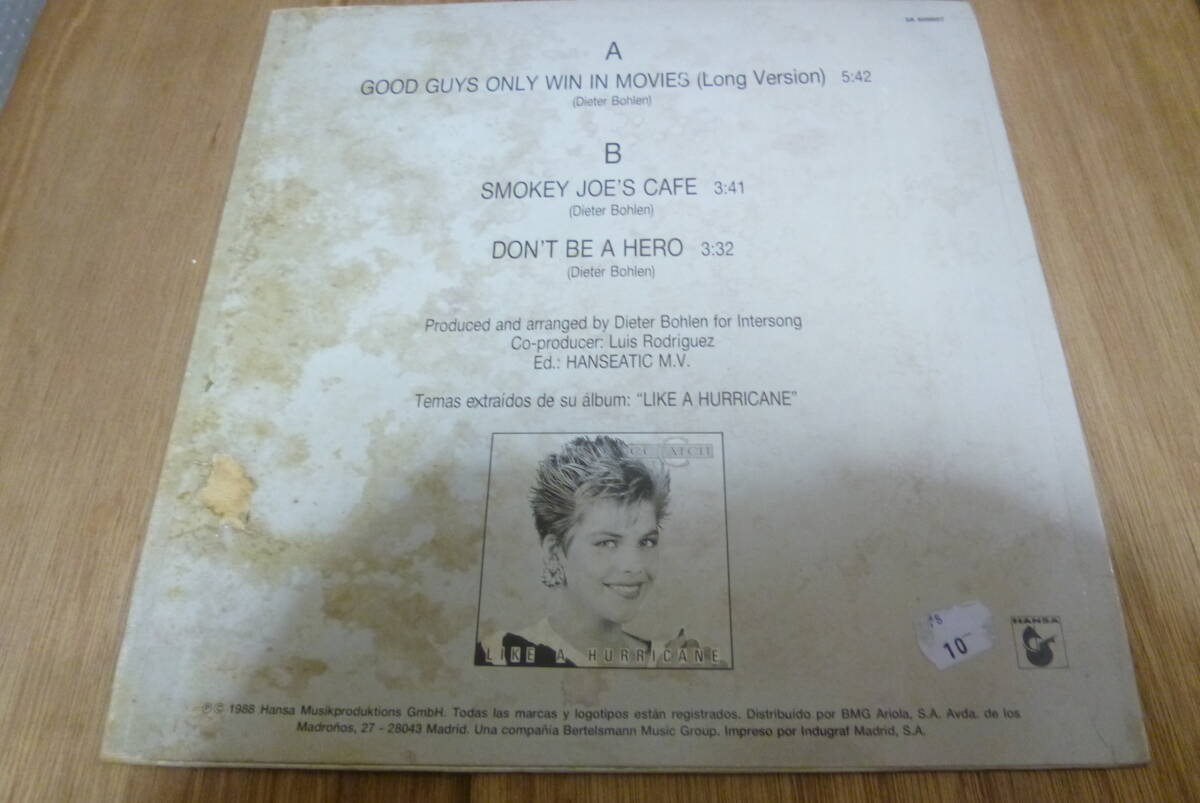 A
GOOD GUYS ONLY WIN IN MOVIES (Long Version) 5:42
(Dieter Bohlen)
B
SMOKEY JOE'S CAFE 3:41
(Dieter Bohlen)
DON'T BE A HERO 3:32
(Dieter Bohlen)
Produced and arranged by Dieter Bohlen for Intersong
Co-producer: Luis Rodriguez
Ed.: HANSEATIC M.V.
Temas extraídos de su álbum: "LIKE A HURRICANE"
LIKE A HURRICANE
10
HANSA
℗© 1988 Hansa Musikproduktions GmbH. Todas las marcas y logotipos están registrados. Distribuido por BMG Ariola, S.A. Avda. de los
Madroños, 27 - 28043 Madrid. Una compañía Bertelsmann Music Group. Impreso por Indugraf Madrid, S.A.